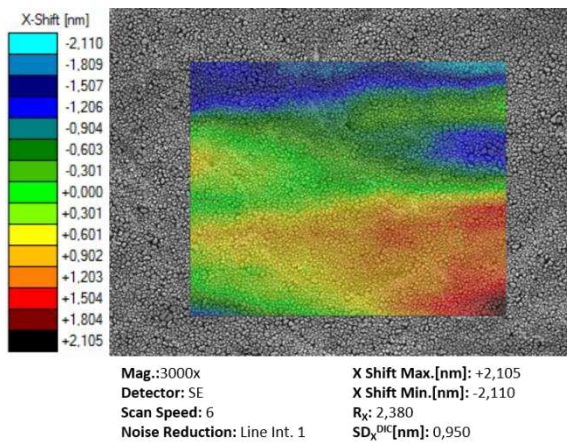 X-Shift [nm]
-2,110
-1.809
-1,507
-1,206
-0,904
-0,603
-0,301
+0,000
+0,301
+0,601
+0,902
+1,203
+1,504
+1,804
+2,105
Mag.:3000x
Detector: SE
Scan Speed: 6
Noise Reduction: Line Int. 1
X Shift Max.[nm]: +2,105
X Shift Min.[nm]: -2,110
Rₓ: 2,380
SDₓᴰᴵᶜ[nm]: 0,950